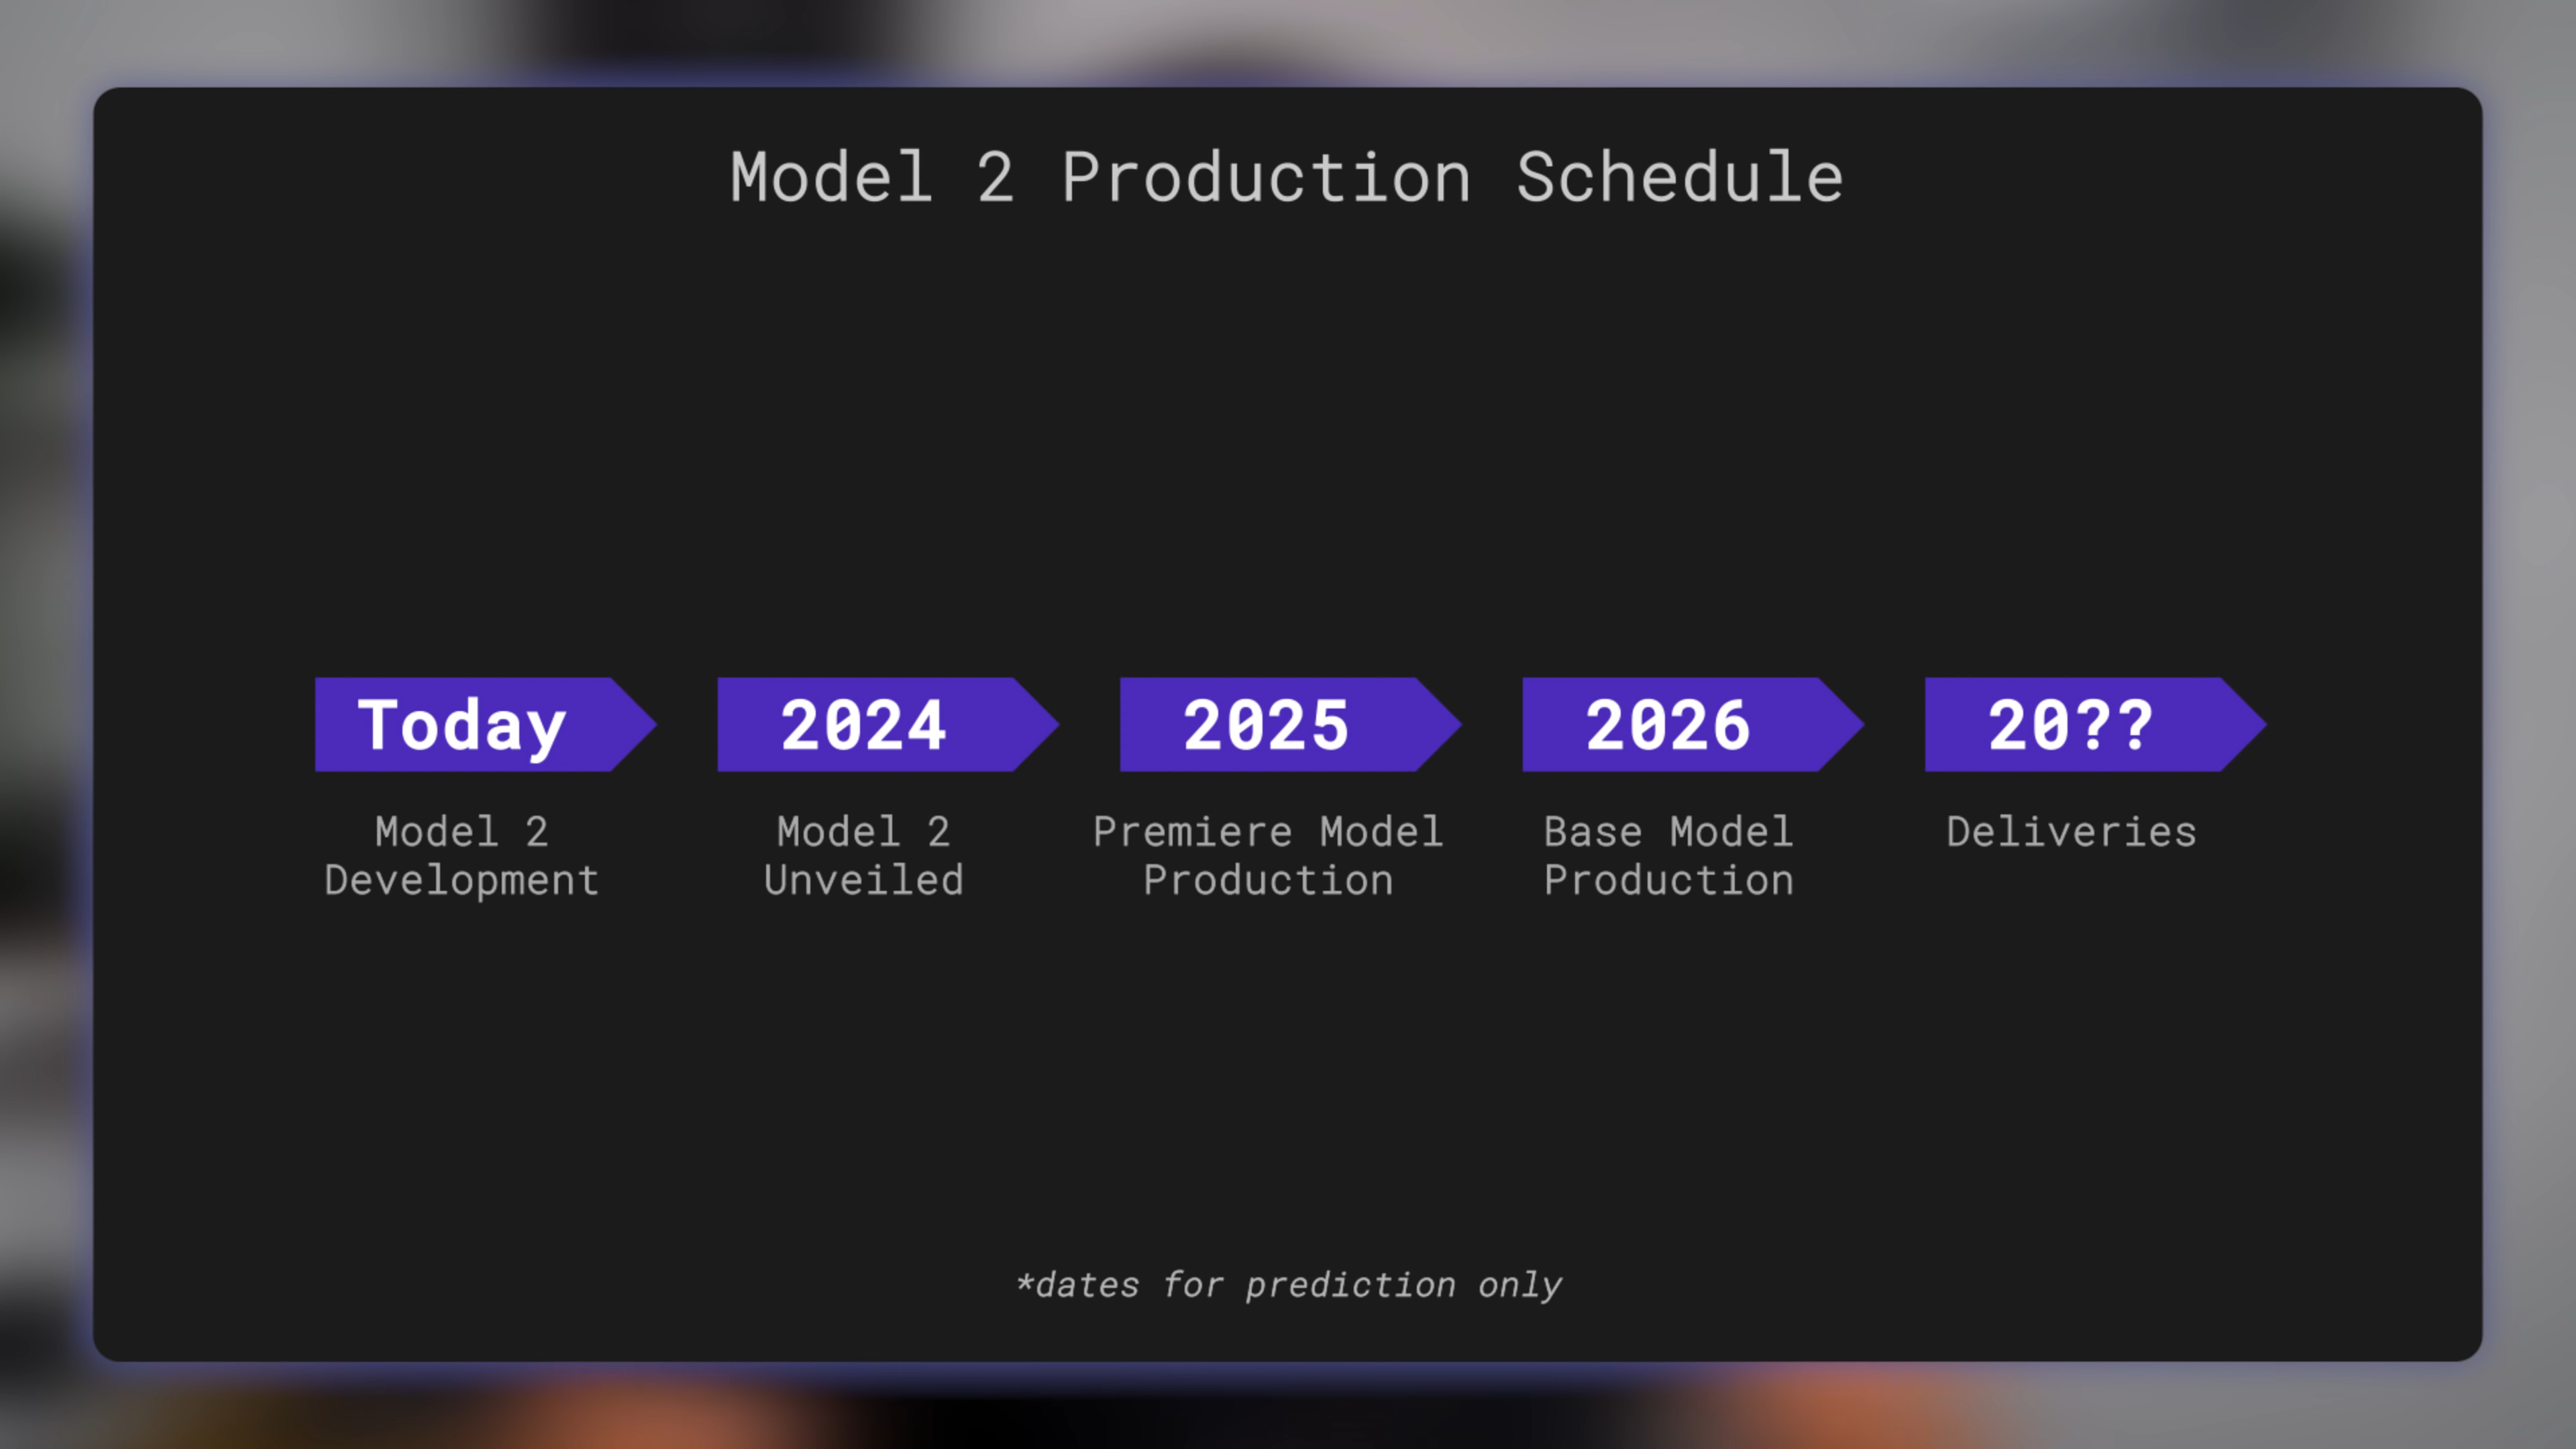 Model 2 Production Schedule
Today
2024
2025
2026
20??
Model 2
Development
Model 2
Unveiled
Premiere Model
Production
Base Model
Production
Deliveries
*dates for prediction only